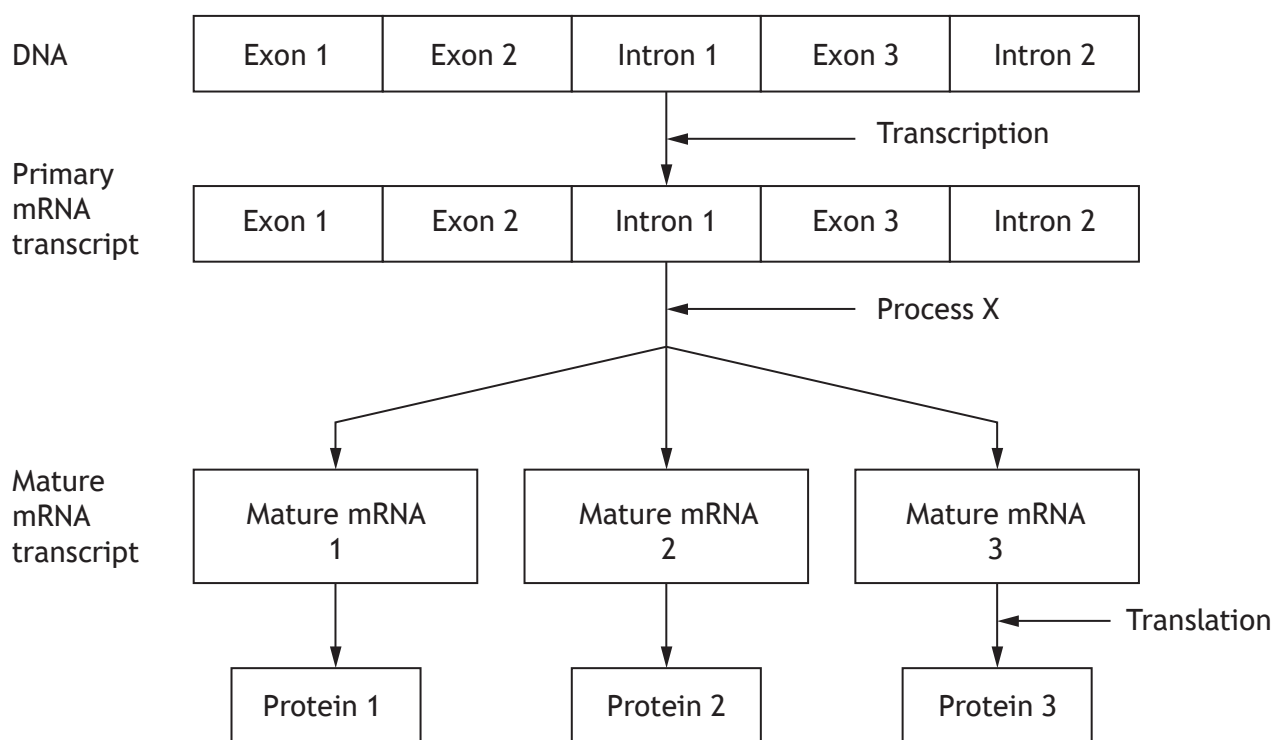 DNA
Exon 1
Exon 2
Intron 1
Exon 3
Intron 2
Transcription
Primary
mRNA
transcript
Exon 1
Exon 2
Intron 1
Exon 3
Intron 2
Process X
Mature
mRNA
transcript
Mature mRNA
1
Mature mRNA
2
Mature mRNA
3
Translation
Protein 1
Protein 2
Protein 3